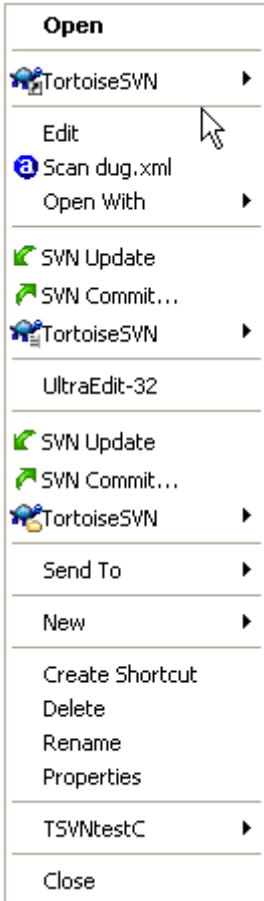 Open
TortoiseSVN
Edit
Scan dug.xml
Open With
SVN Update
SVN Commit...
TortoiseSVN
UltraEdit-32
SVN Update
SVN Commit...
TortoiseSVN
Send To
New
Create Shortcut
Delete
Rename
Properties
TSVNtestC
Close